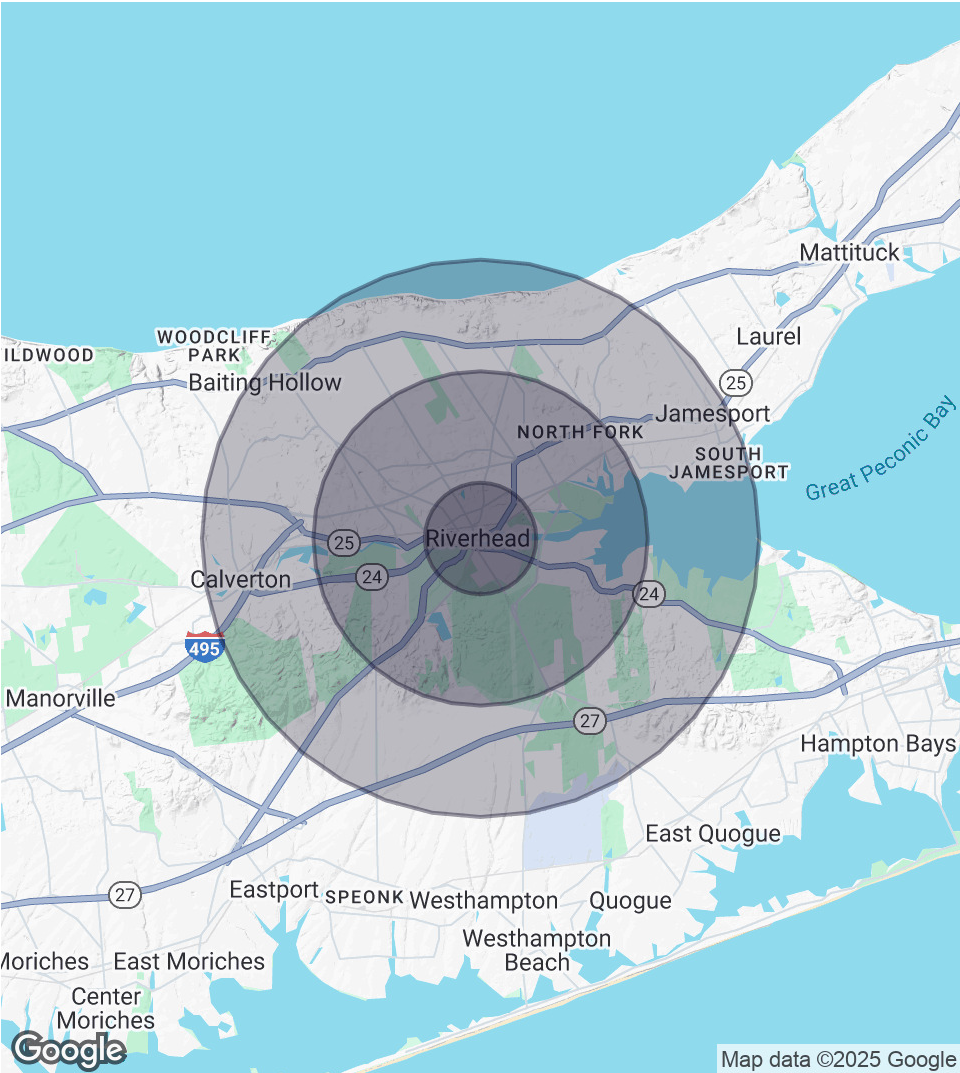 Mattituck
WOODCLIFF
PARK
Laurel
ILDWOOD
Baiting Hollow
25
Jamesport
NORTH FORK
SOUTH
JAMESPORT
Great Peconic Bay
Riverhead
25
24
Calverton
24
495
Manorville
27
Hampton Bays
East Quogue
27
Eastport
SPEONK
Westhampton
Quogue
Westhampton
Beach
Moriches
East Moriches
Center
Moriches
Google
Map data ©2025 Google